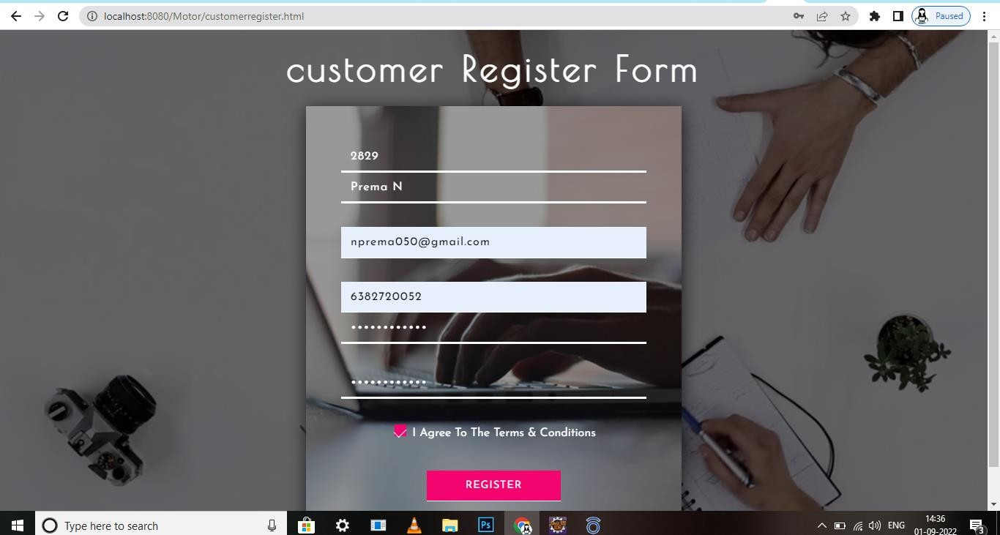 localhost:8080/Motor/customerregister.html
Paused
customer Register Form
2829
Prema N
nprema050@gmail.com
6382720052
••••••••••••
••••••••••••
I Agree To The Terms & Conditions
REGISTER
Type here to search
Ps
ENG
14:36
01-09-2022
3